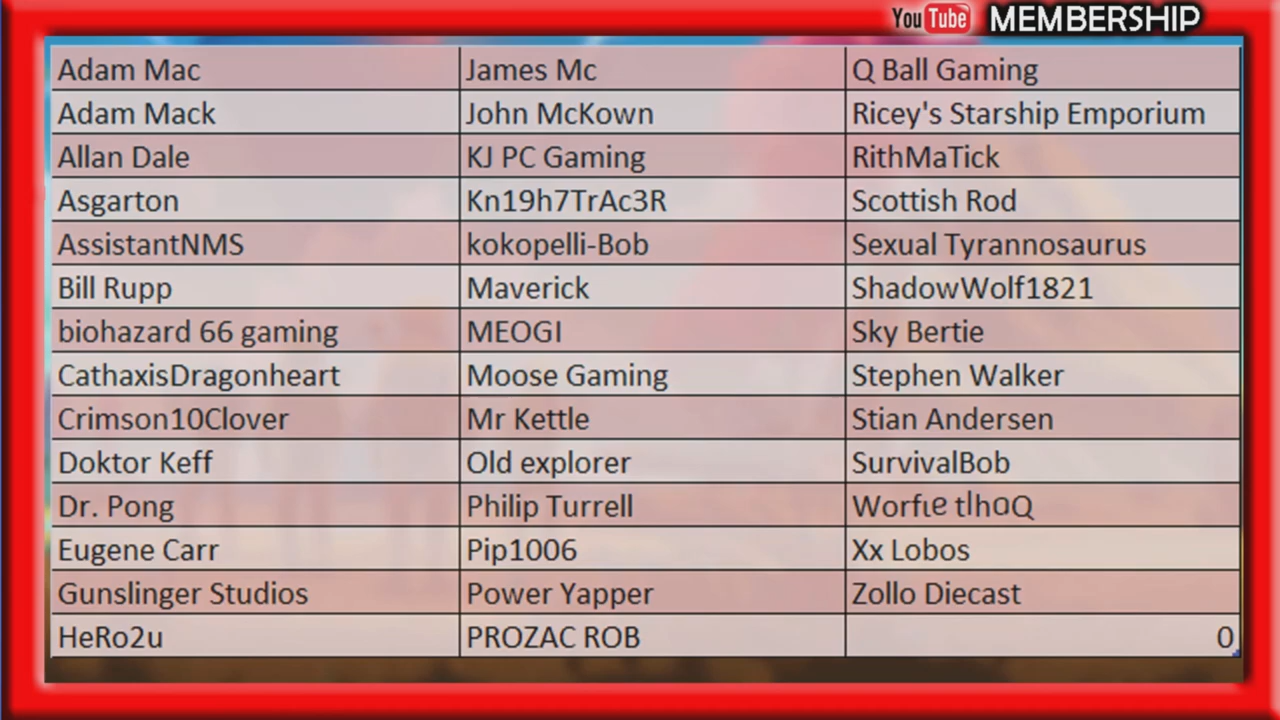 YouTube MEMBERSHIP
Adam Mac James Mc Q Ball Gaming
Adam Mack John McKown Ricey's Starship Emporium
Allan Dale KJ PC Gaming RithMaTick
Asgarton Kn19h7TrAc3R Scottish Rod
AssistantNMS kokopelli-Bob Sexual Tyrannosaurus
Bill Rupp Maverick ShadowWolf1821
biohazard 66 gaming MEOGI Sky Bertie
CathaxisDragonheart Moose Gaming Stephen Walker
Crimson10Clover Mr Kettle Stian Andersen
Doktor Keff Old explorer SurvivalBob
Dr. Pong Philip Turrell Worfɩe tlhɑQ
Eugene Carr Pip1006 Xx Lobos
Gunslinger Studios Power Yapper Zollo Diecast
HeRo2u PROZAC ROB 0